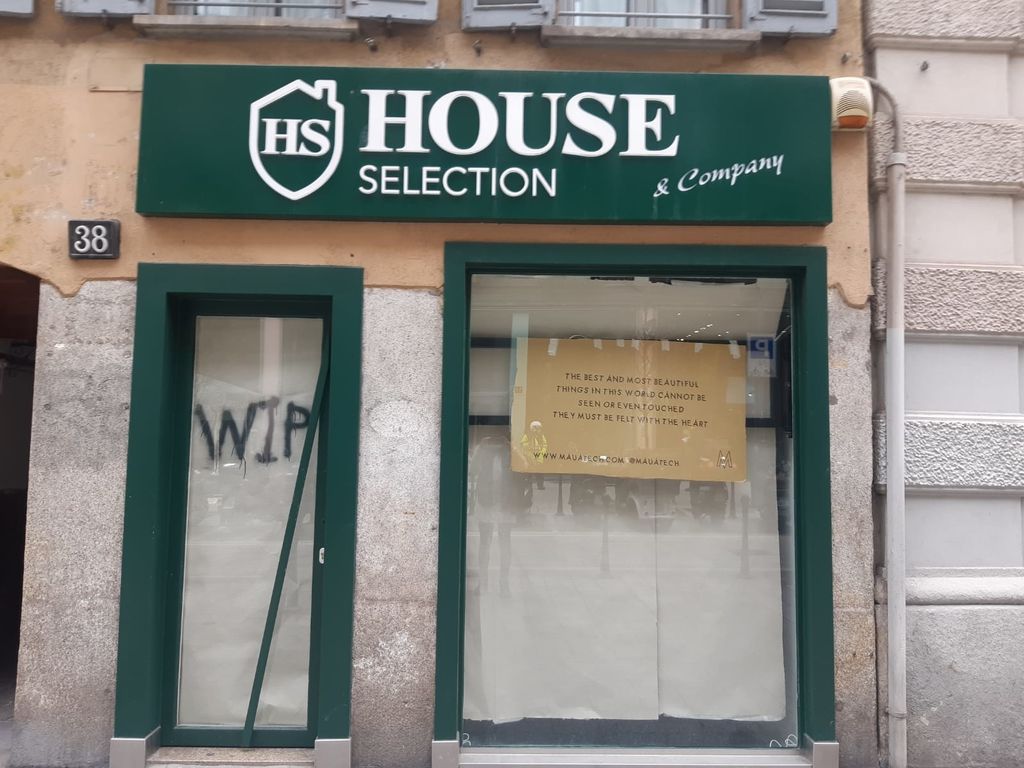 HS HOUSE
SELECTION
& Company
38
WIP
P
THE BEST AND MOST BEAUTIFUL
THINGS IN THIS WORLD CANNOT BE
SEEN OR EVEN TOUCHED
THEY MUST BE FELT WITH THE HEART
WWW.MAUATECH.COM @MAUATECH
M